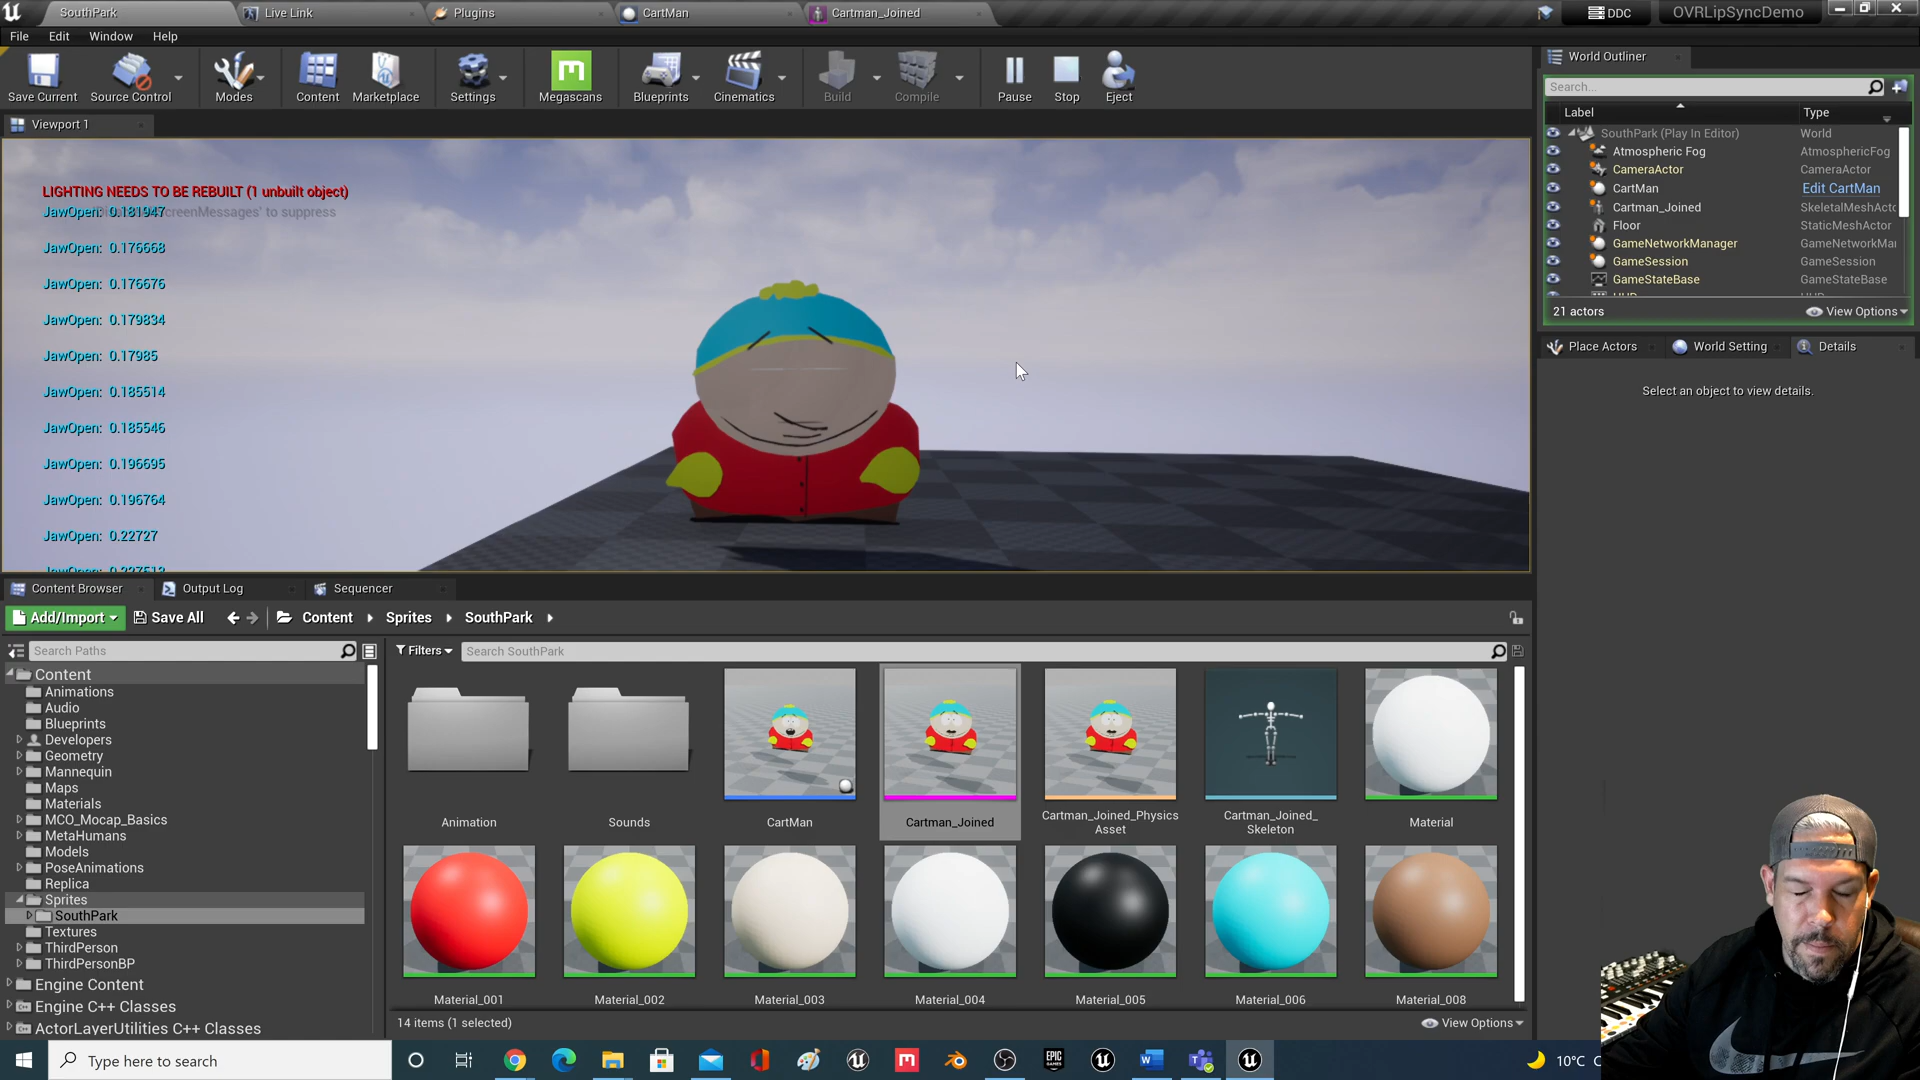 SouthPark
Live Link
Plugins
CartMan
Cartman_Joined
DDC
OVRLipSyncDemo
File
Edit
Window
Help
Save Current
Source Control
Modes
Content
Marketplace
Settings
Megascans
Blueprints
Cinematics
Build
Compile
Pause
Stop
Eject
World Outliner
Search...
Label
Type
SouthPark (Play In Editor)
World
Atmospheric Fog
AtmosphericFog
CameraActor
CameraActor
CartMan
Edit CartMan
Cartman_Joined
SkeletalMeshActo
Floor
StaticMeshActor
GameNetworkManager
GameNetworkMan
GameSession
GameSession
GameStateBase
GameStateBase
21 actors
View Options
Viewport 1
LIGHTING NEEDS TO BE REBUILT (1 unbuilt object)
JawOpen: 0.181947
ScreenMessages' to suppress
JawOpen: 0.176668
JawOpen: 0.176676
JawOpen: 0.179834
JawOpen: 0.17985
JawOpen: 0.185514
JawOpen: 0.185546
JawOpen: 0.196695
JawOpen: 0.196764
JawOpen: 0.22727
Place Actors
World Setting
Details
Select an object to view details.
Content Browser
Output Log
Sequencer
Add/Import
Save All
Content
Sprites
SouthPark
Search Paths
Filters
Search SouthPark
Content
Animations
Audio
Blueprints
Developers
Geometry
Mannequin
Maps
Materials
MCO_Mocap_Basics
MetaHumans
Models
PoseAnimations
Replica
Sprites
SouthPark
Textures
ThirdPerson
ThirdPersonBP
Engine Content
Engine C++ Classes
ActorLayerUtilities C++ Classes
Animation
Sounds
CartMan
Cartman_Joined
Cartman_Joined_Physics
Asset
Cartman_Joined_
Skeleton
Material
Material_001
Material_002
Material_003
Material_004
Material_005
Material_006
Material_008
14 items (1 selected)
View Options
Type here to search
EPIC
GAMES
10°C